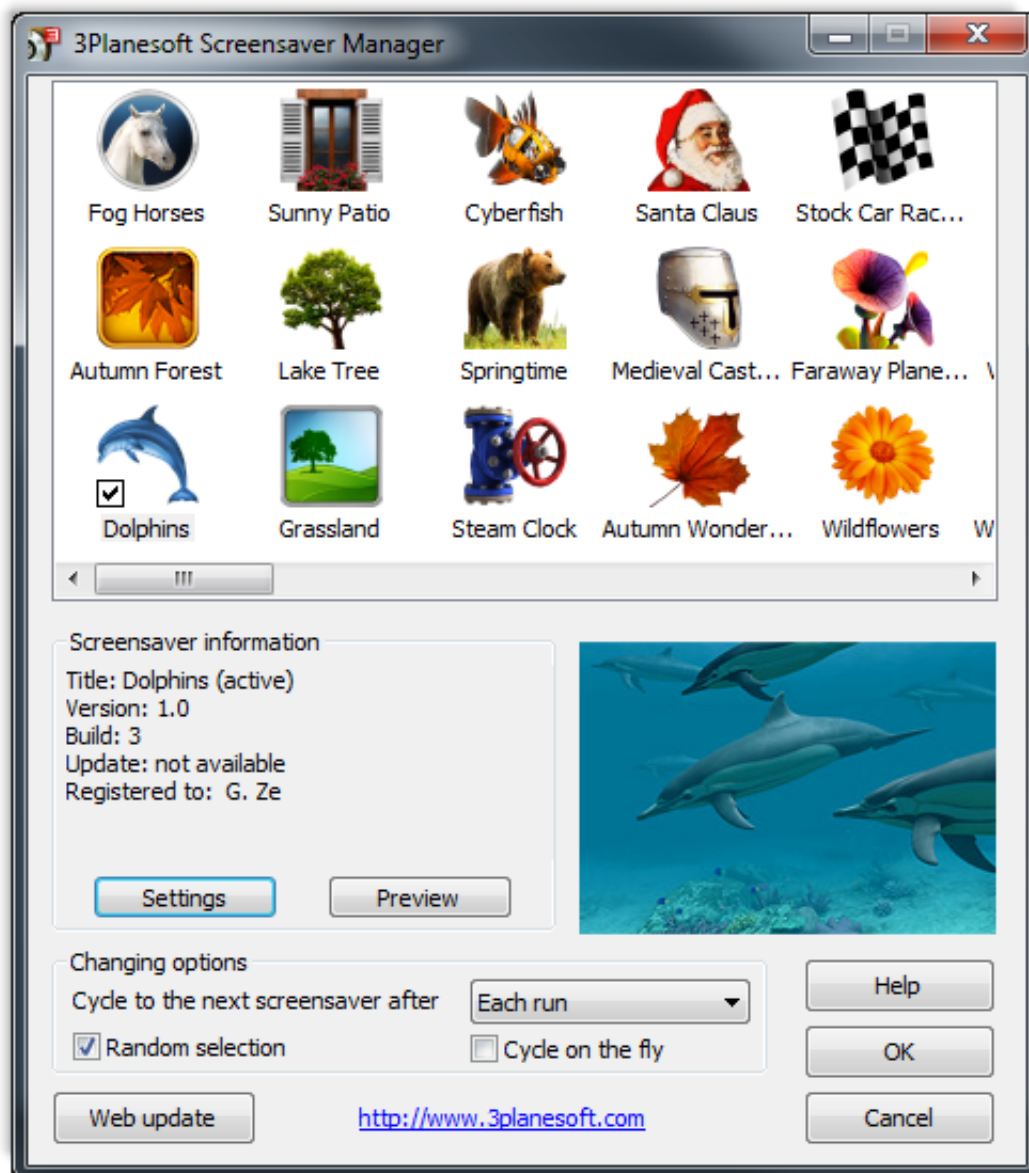 3Planesoft Screensaver Manager
Fog Horses Sunny Patio Cyberfish Santa Claus Stock Car Rac...
Autumn Forest Lake Tree Springtime Medieval Cast... Faraway Plane...
Dolphins Grassland Steam Clock Autumn Wonder... Wildflowers W
Screensaver information
Title: Dolphins (active)
Version: 1.0
Build: 3
Update: not available
Registered to: G. Ze
Settings Preview
Changing options
Cycle to the next screensaver after Each run
Random selection Cycle on the fly
Help
OK
Web update http://www.3planesoft.com Cancel